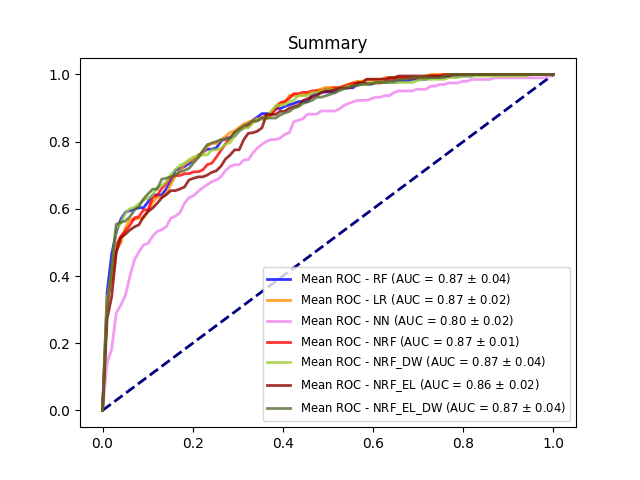 Summary
1.0
0.8
0.6
0.4
0.2
0.0
Mean ROC - RF (AUC = 0.87 ± 0.04)
Mean ROC - LR (AUC = 0.87 ± 0.02)
Mean ROC - NN (AUC = 0.80 ± 0.02)
Mean ROC - NRF (AUC = 0.87 ± 0.01)
Mean ROC - NRF_DW (AUC = 0.87 ± 0.04)
Mean ROC - NRF_EL (AUC = 0.86 ± 0.02)
Mean ROC - NRF_EL_DW (AUC = 0.87 ± 0.04)
0.0 0.2 0.4 0.6 0.8 1.0